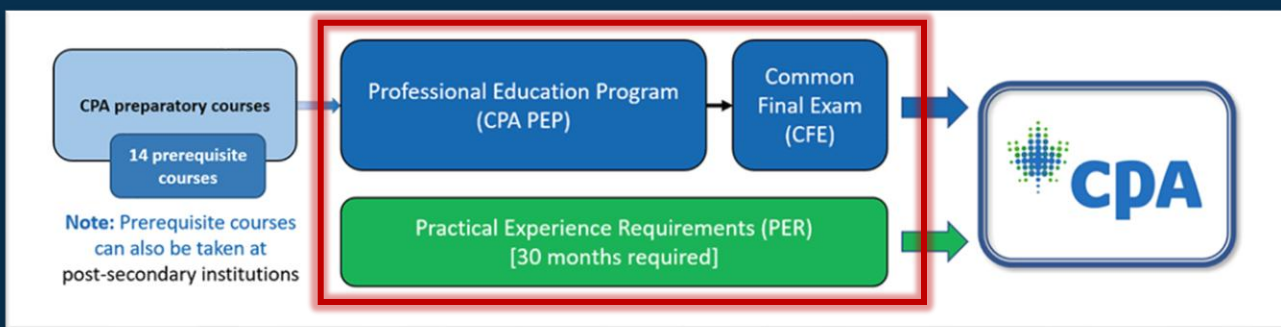 CPA preparatory courses
14 prerequisite
courses
Note: Prerequisite courses
can also be taken at
post-secondary institutions
Professional Education Program
(CPA PEP)
Common
Final Exam
(CFE)
Practical Experience Requirements (PER)
[30 months required]
CPA